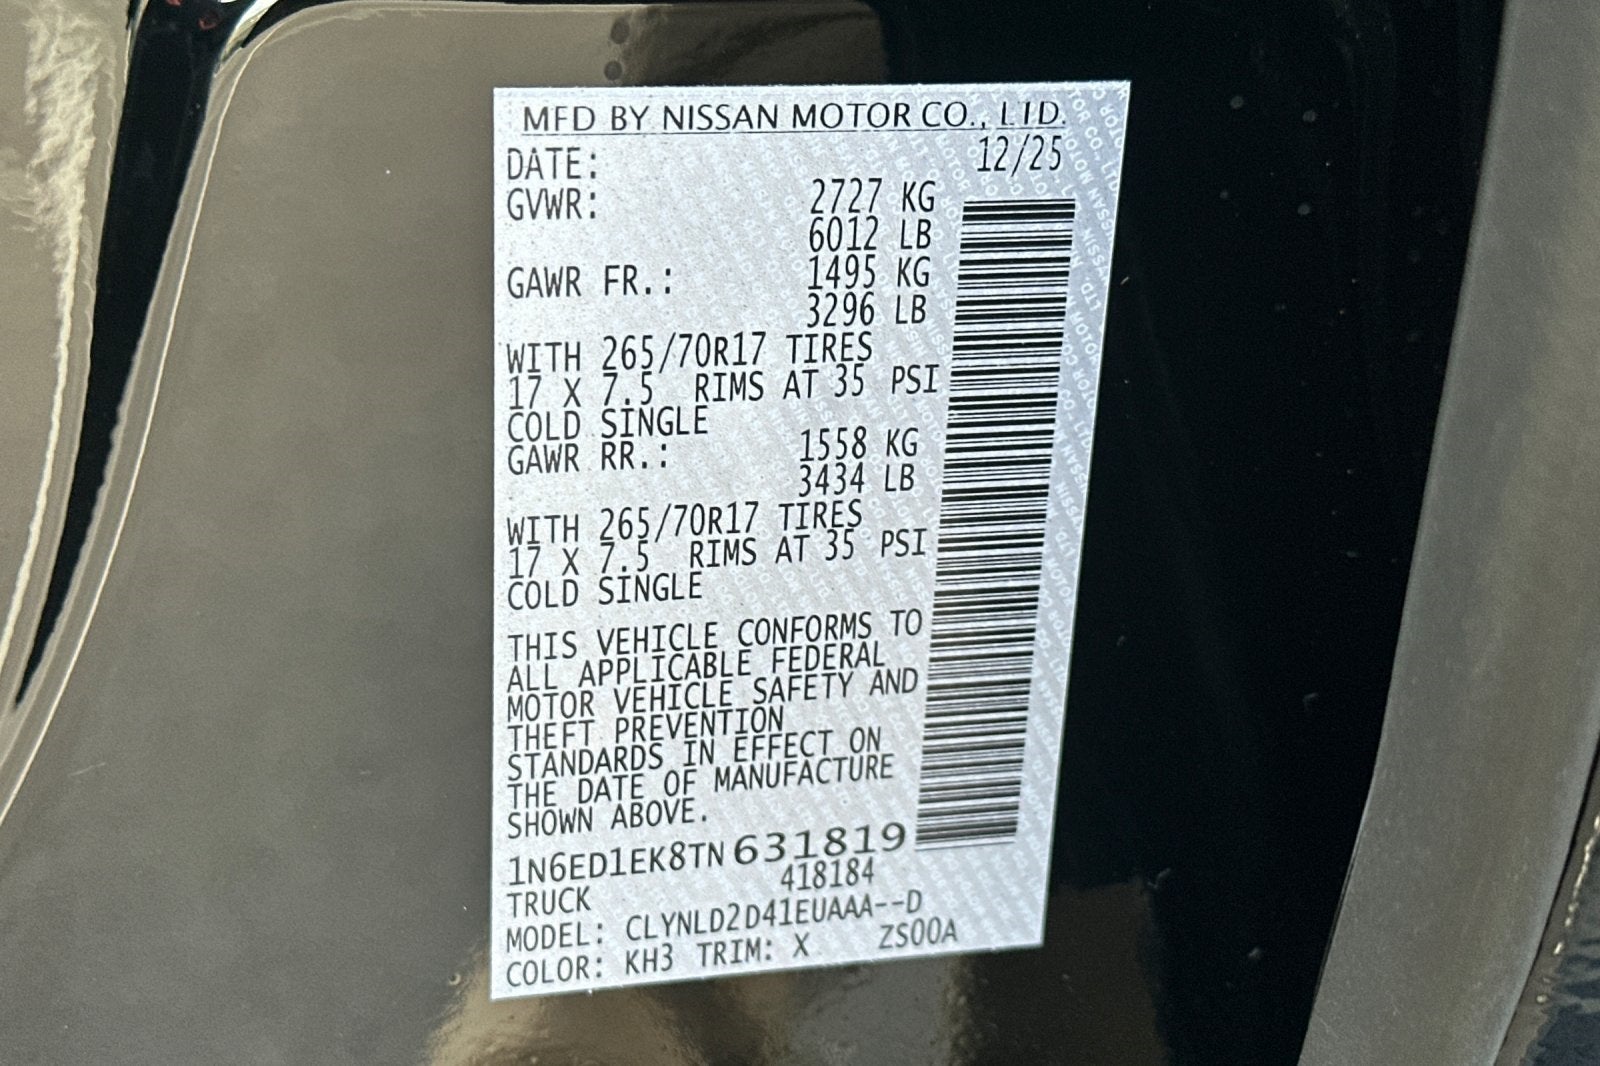 MFD BY NISSAN MOTOR CO., LTD.
DATE: 12/25
GVWR: 2727 KG
6012 LB
GAWR FR.: 1495 KG
3296 LB
WITH 265/70R17 TIRES
17 X 7.5 RIMS AT 35 PSI
COLD SINGLE
GAWR RR.: 1558 KG
3434 LB
WITH 265/70R17 TIRES
17 X 7.5 RIMS AT 35 PSI
COLD SINGLE
THIS VEHICLE CONFORMS TO
ALL APPLICABLE FEDERAL
MOTOR VEHICLE SAFETY AND
THEFT PREVENTION
STANDARDS IN EFFECT ON
THE DATE OF MANUFACTURE
SHOWN ABOVE.
1N6ED1EK8TN631819
418184
TRUCK
MODEL: CLYNLD2D41EUAAA--D
COLOR: KH3 TRIM: X ZS00A